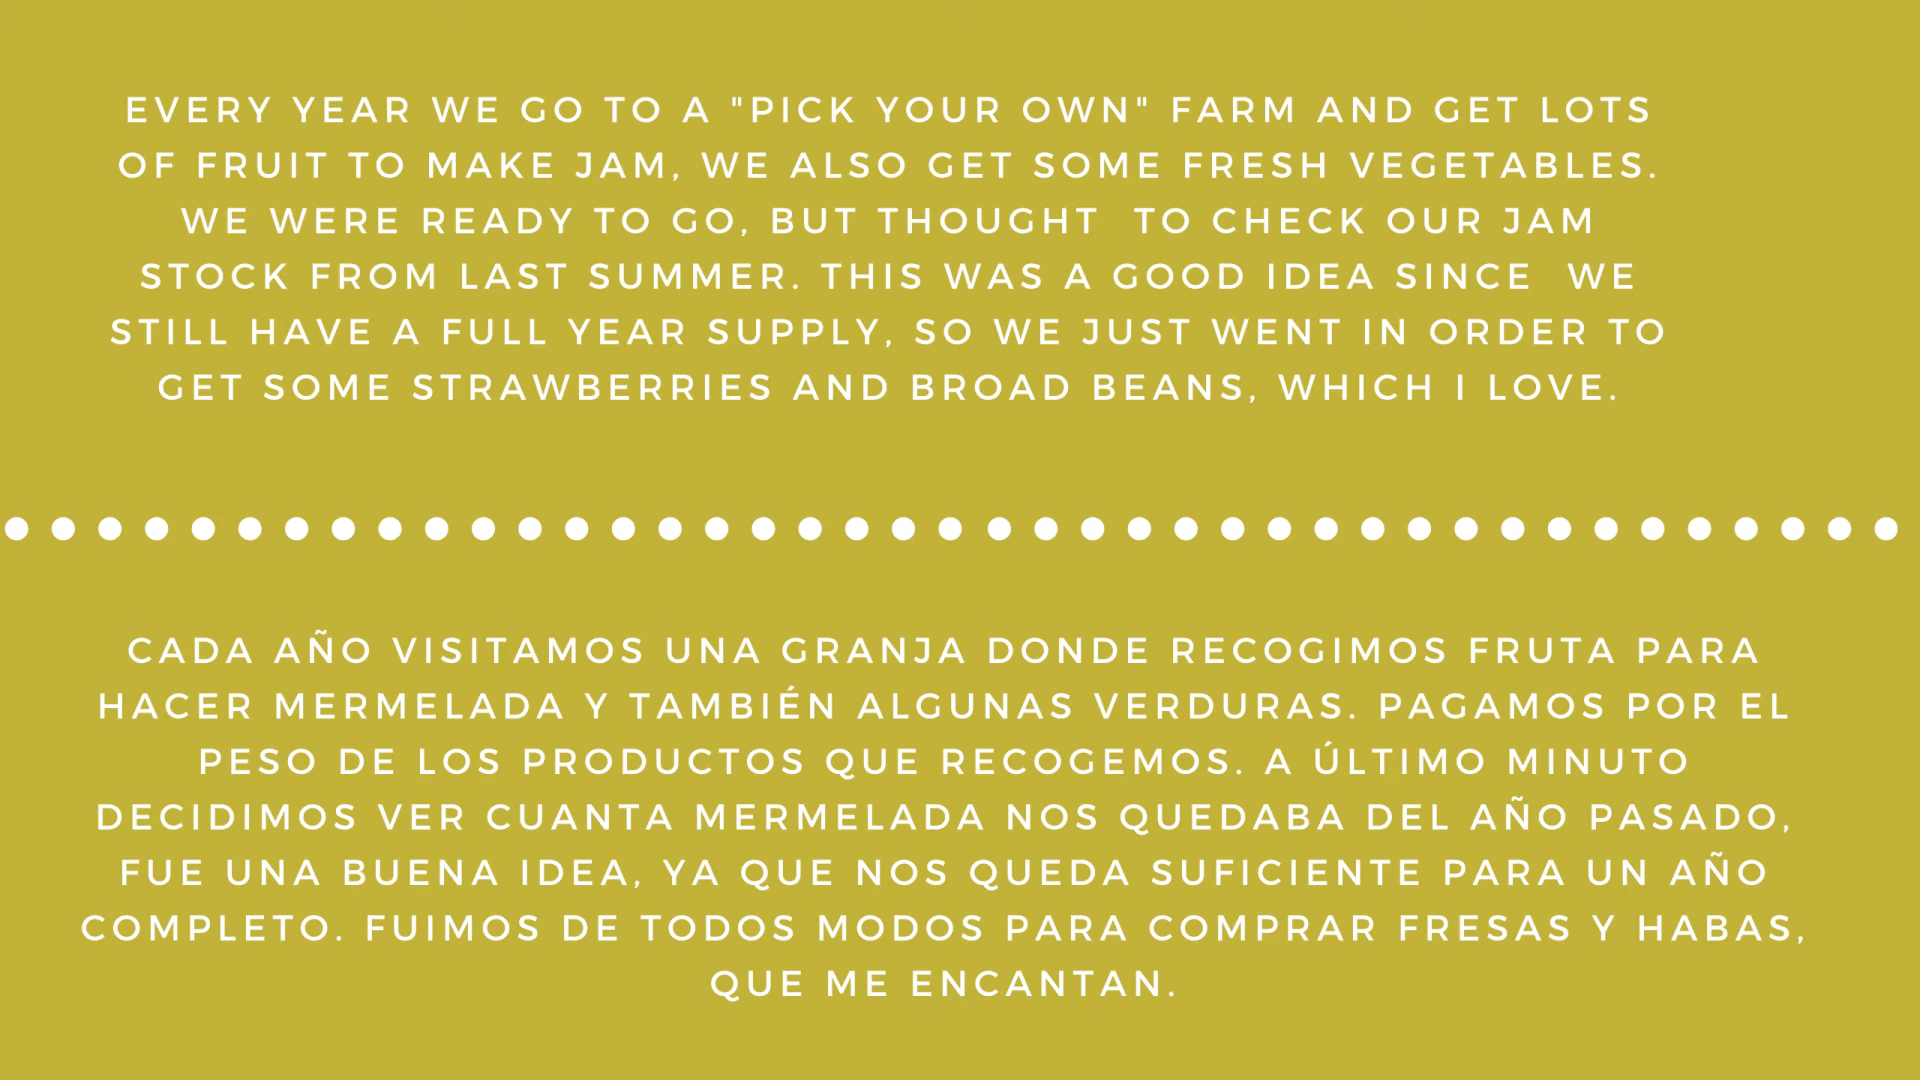 EVERY YEAR WE GO TO A "PICK YOUR OWN" FARM AND GET LOTS
OF FRUIT TO MAKE JAM, WE ALSO GET SOME FRESH VEGETABLES.
WE WERE READY TO GO, BUT THOUGHT  TO CHECK OUR JAM
STOCK FROM LAST SUMMER. THIS WAS A GOOD IDEA SINCE  WE
STILL HAVE A FULL YEAR SUPPLY, SO WE JUST WENT IN ORDER TO
GET SOME STRAWBERRIES AND BROAD BEANS, WHICH I LOVE.
CADA AÑO VISITAMOS UNA GRANJA DONDE RECOGIMOS FRUTA PARA
HACER MERMELADA Y TAMBIÉN ALGUNAS VERDURAS. PAGAMOS POR EL
PESO DE LOS PRODUCTOS QUE RECOGEMOS. A ÚLTIMO MINUTO
DECIDIMOS VER CUANTA MERMELADA NOS QUEDABA DEL AÑO PASADO,
FUE UNA BUENA IDEA, YA QUE NOS QUEDA SUFICIENTE PARA UN AÑO
COMPLETO. FUIMOS DE TODOS MODOS PARA COMPRAR FRESAS Y HABAS,
QUE ME ENCANTAN.